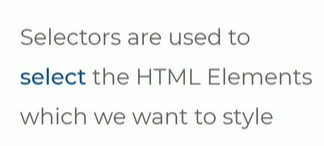 Selectors are used to
select the HTML Elements
which we want to style